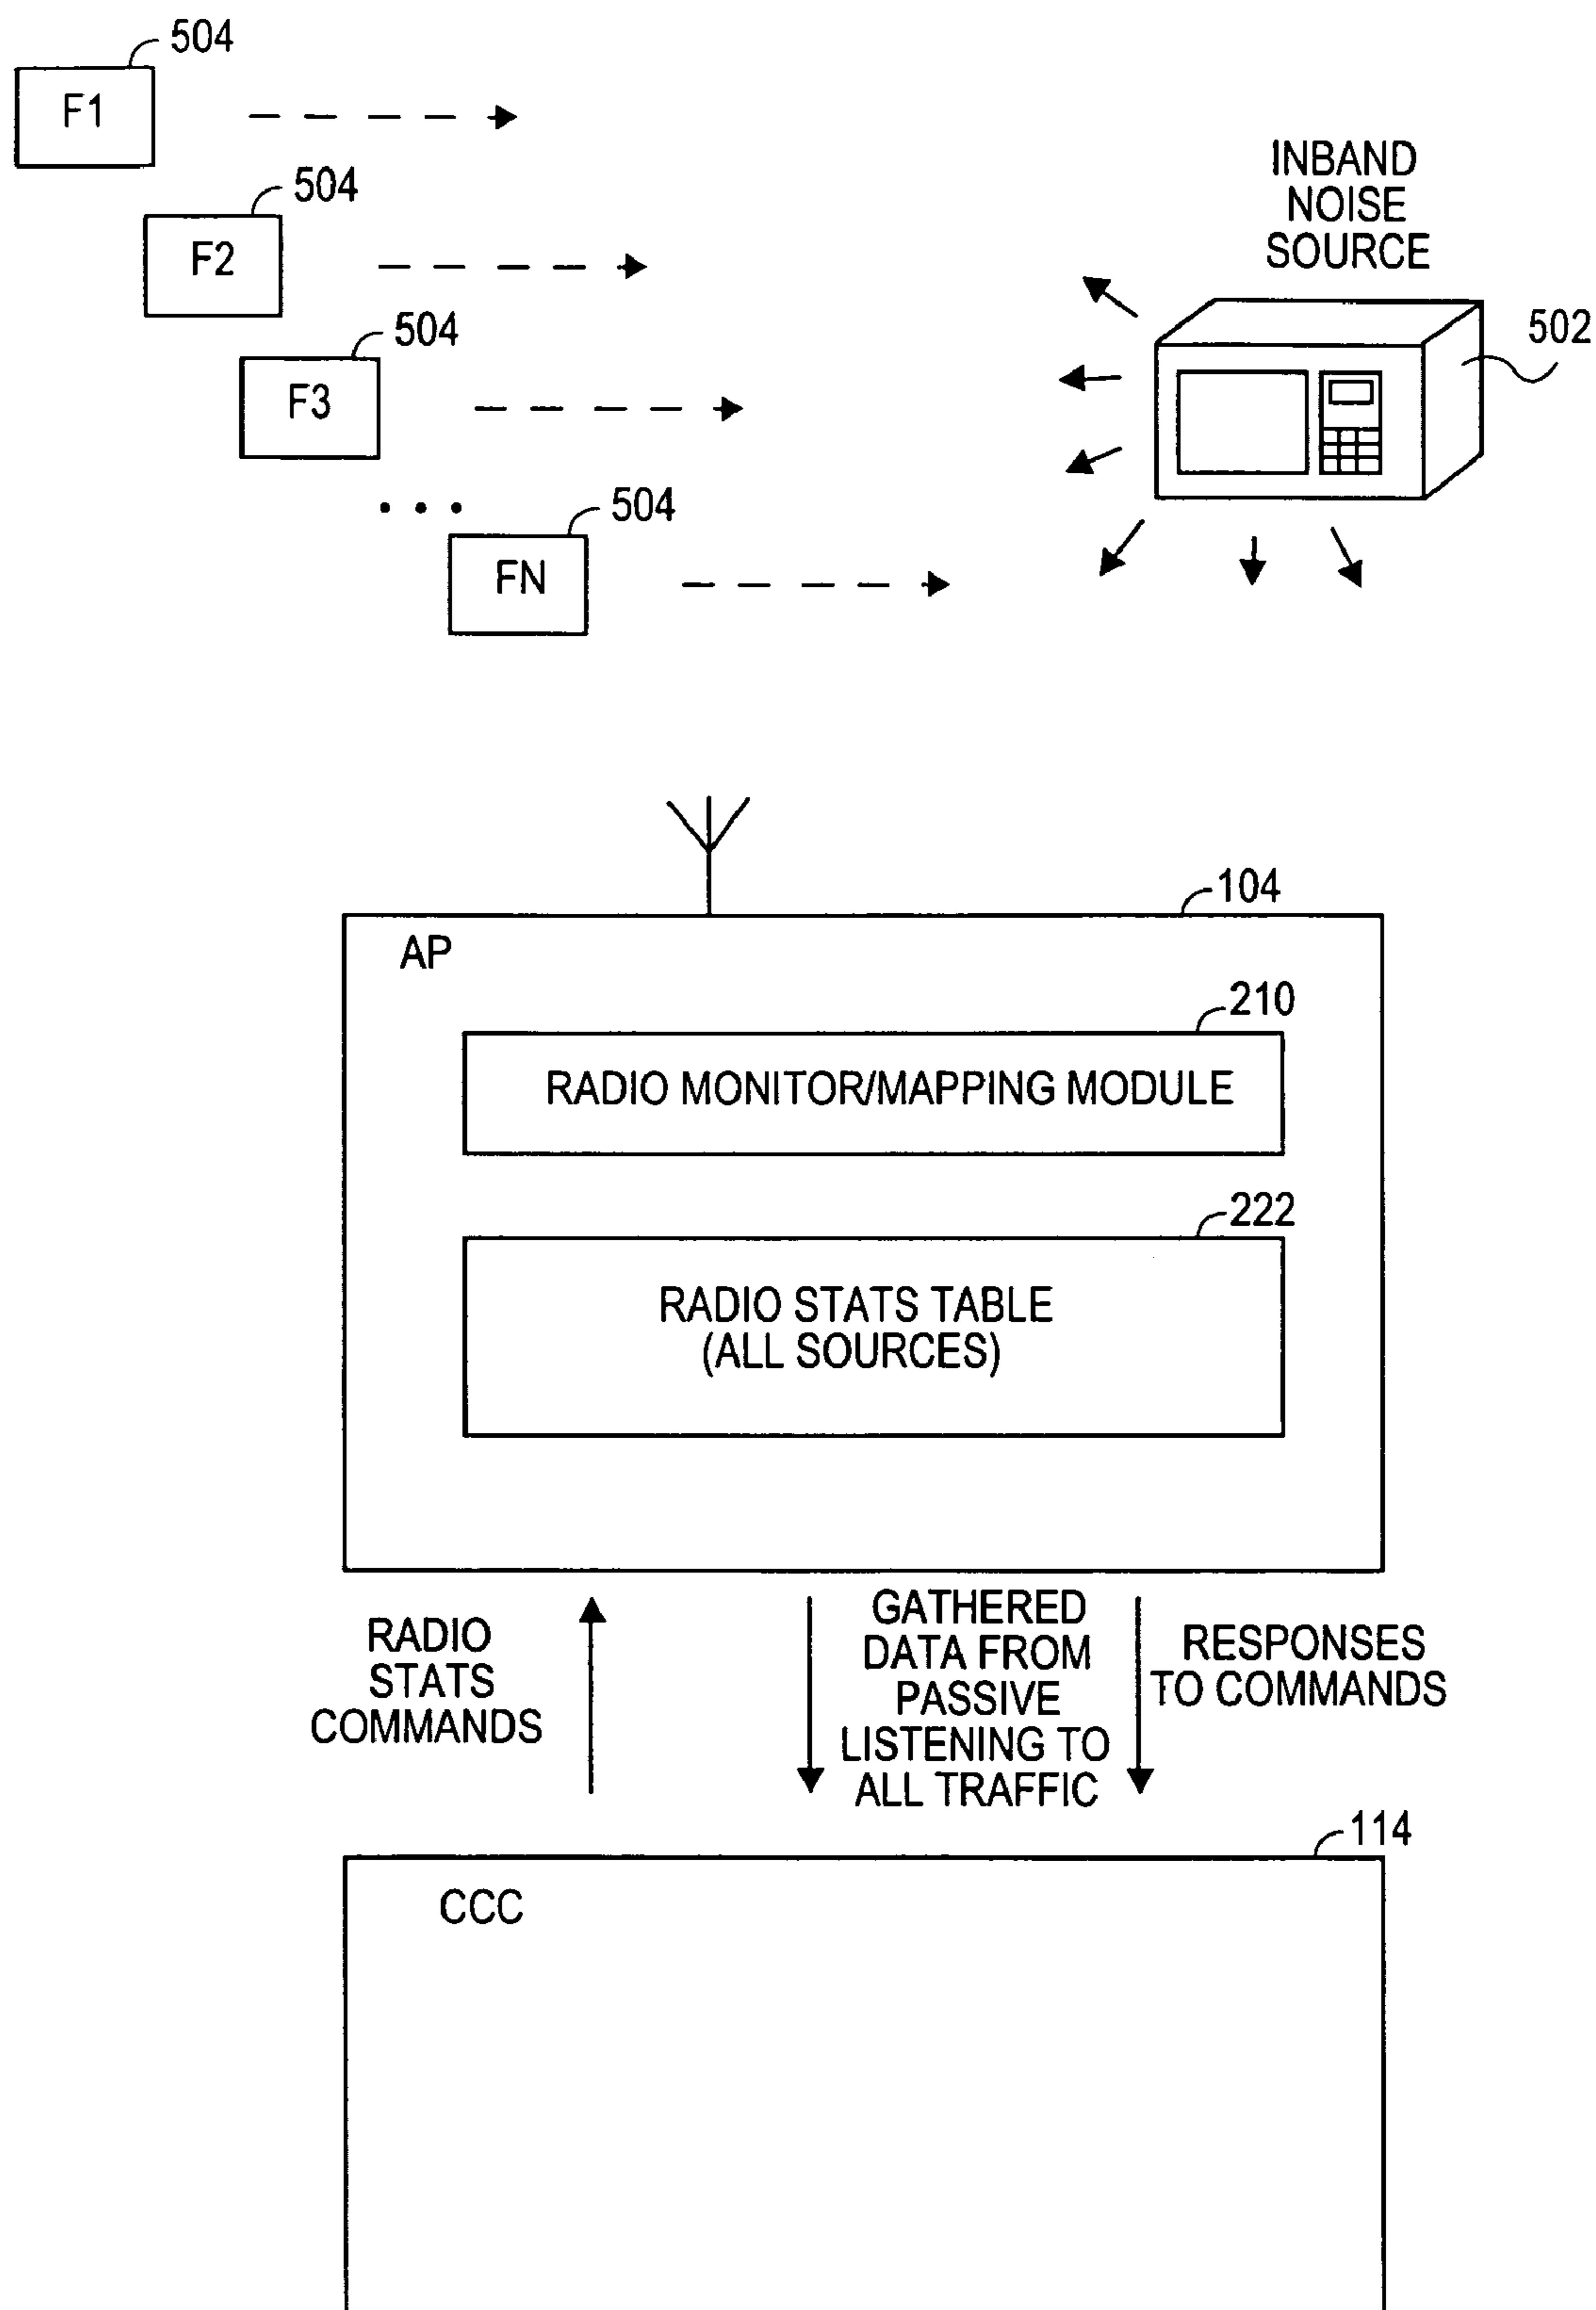 504
F1
504
F2
504
F3
504
FN
INBAND
NOISE
SOURCE
502
104
AP
210
RADIO MONITOR/MAPPING MODULE
222
RADIO STATS TABLE
(ALL SOURCES)
RADIO
STATS
COMMANDS
GATHERED
DATA FROM
PASSIVE
LISTENING TO
ALL TRAFFIC
RESPONSES
TO COMMANDS
114
CCC